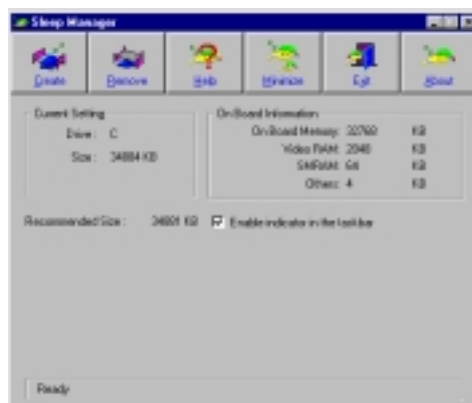 Sleep Manager
Create Remove Help Minimize Exit About
Current Setting
Drive : C
Size : 34884 KB
On-Board Information
On-Board Memory: 32768 KB
Video RAM: 2048 KB
SMRAM: 64 KB
Others: 4 KB
Recommended Size : KB
Enable indicator in the taskbar
Ready